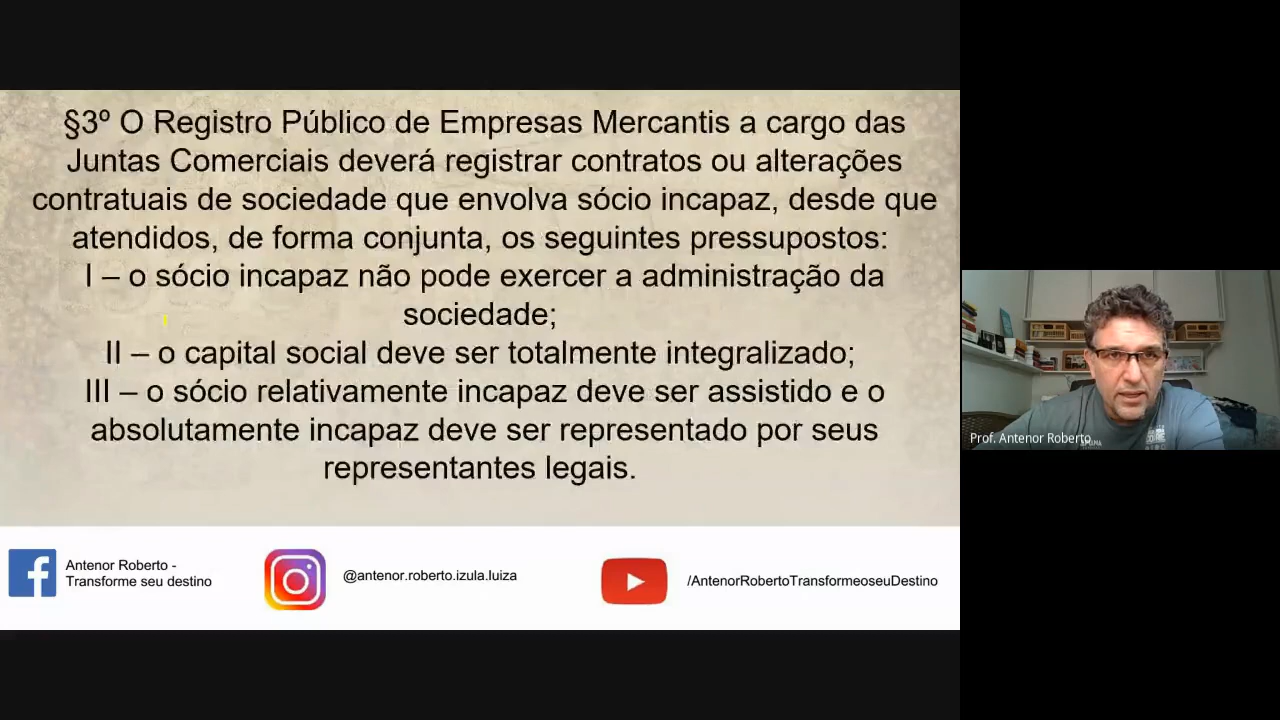 §3º O Registro Público de Empresas Mercantis a cargo das
Juntas Comerciais deverá registrar contratos ou alterações
contratuais de sociedade que envolva sócio incapaz, desde que
atendidos, de forma conjunta, os seguintes pressupostos:
I – o sócio incapaz não pode exercer a administração da
sociedade;
II – o capital social deve ser totalmente integralizado;
III – o sócio relativamente incapaz deve ser assistido e o
absolutamente incapaz deve ser representado por seus
representantes legais.
Antenor Roberto -
Transforme seu destino
@antenor.roberto.izula.luiza
/AntenorRobertoTransformeoseuDestino
Prof. Antenor Roberto